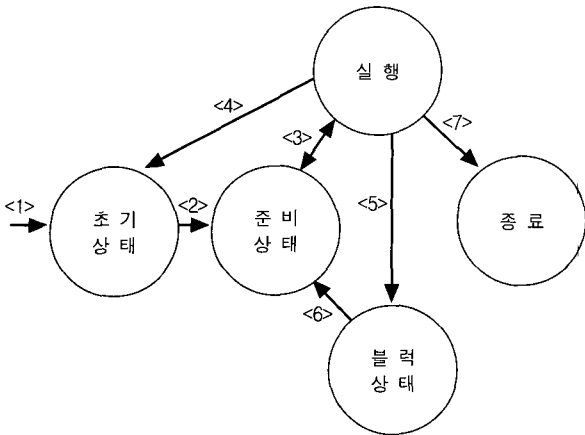 실 행
<4>
<3>
<7>
<1>
초 기
상 태
<2>
준 비
상 태
<5>
종 료
<6>
블 럭
상 태